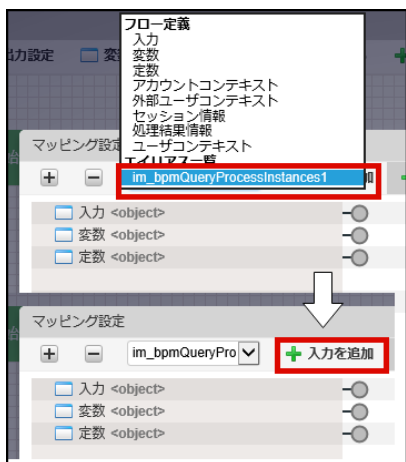 フロー定義
入力
変数
定数
アカウントコンテキスト
外部ユーザコンテキスト
セッション情報
処理結果情報
ユーザコンテキスト
エイリアス一覧
im_bpmQueryProcessInstances1
出力設定
マッピング設定
加
入力 <object>
変数 <object>
定数 <object>
マッピング設定
im_bpmQueryPro
入力を追加
入力 <object>
変数 <object>
定数 <object>